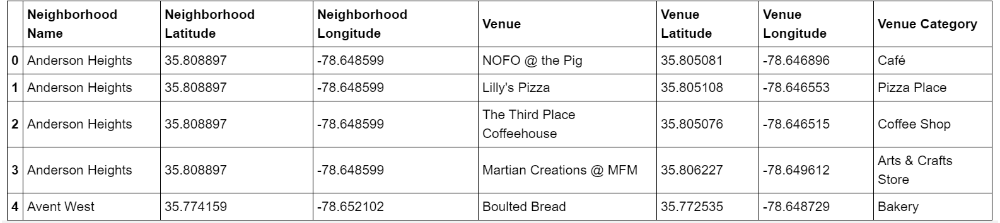 Neighborhood Name Neighborhood Latitude Neighborhood Longitude Venue Venue Latitude Venue Longitude Venue Category
0 Anderson Heights 35.808897 -78.648599 NOFO @ the Pig 35.805081 -78.646896 Café
1 Anderson Heights 35.808897 -78.648599 Lilly's Pizza 35.805108 -78.646553 Pizza Place
2 Anderson Heights 35.808897 -78.648599 The Third Place Coffeehouse 35.805076 -78.646515 Coffee Shop
3 Anderson Heights 35.808897 -78.648599 Martian Creations @ MFM 35.806227 -78.649612 Arts & Crafts Store
4 Avent West 35.774159 -78.652102 Boulted Bread 35.772535 -78.648729 Bakery